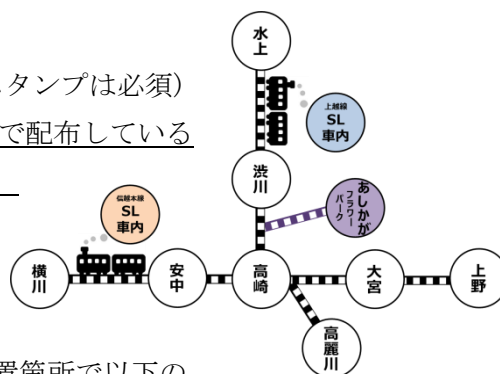 水上
スタンプは必須）
上越線
SL
車内
で配布している
渋川
あしかが
フラワー
パーク
信越本線
SL
車内
横川
安中
高崎
大宮
上野
高麗川
置箇所で以下の